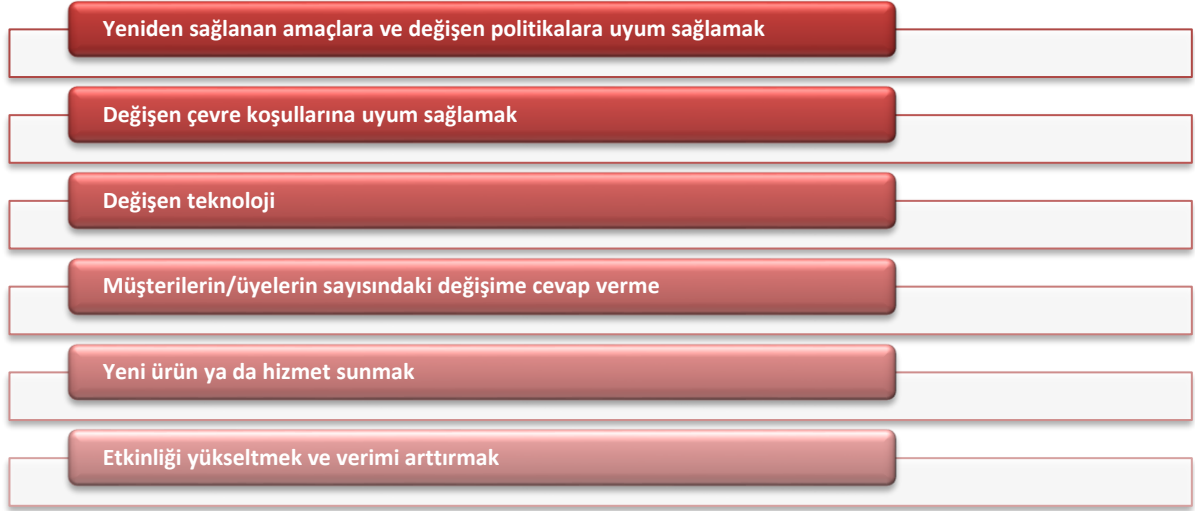 Yeniden sağlanan amaçlara ve değişen politikalara uyum sağlamak
Değişen çevre koşullarına uyum sağlamak
Değişen teknoloji
Müşterilerin/üyelerin sayısındaki değişime cevap verme
Yeni ürün ya da hizmet sunmak
Etkinliği yükseltmek ve verimi arttırmak